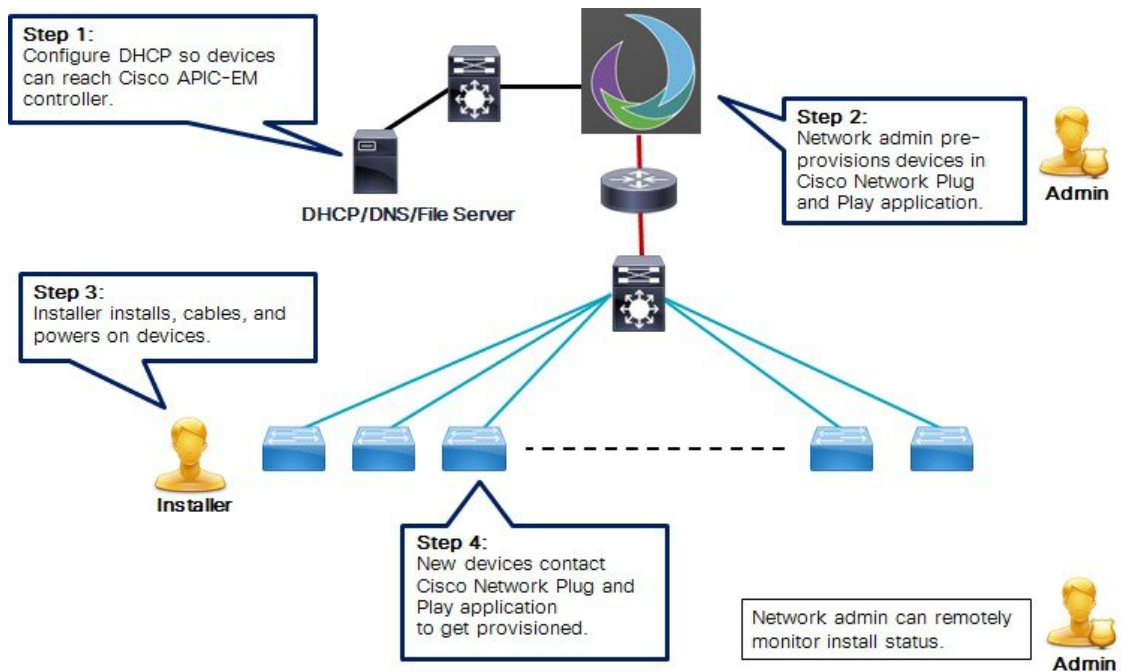 Step 1:
Configure DHCP so devices
can reach Cisco APIC-EM
controller.
Step 2:
Network admin pre-
provisions devices in
Cisco Network Plug
and Play application.
Admin
DHCP/DNS/File Server
Step 3:
Installer installs, cables, and
powers on devices.
Installer
Step 4:
New devices contact
Cisco Network Plug and
Play application
to get provisioned.
Network admin can remotely
monitor install status.
Admin